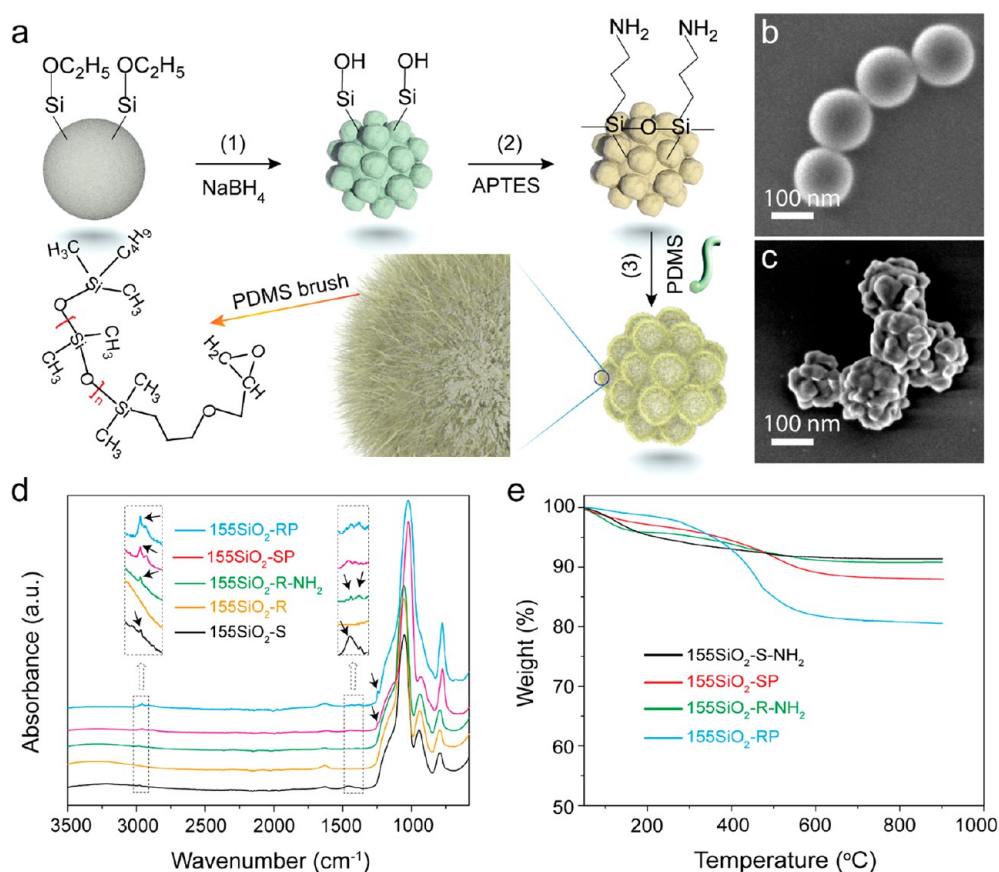 a
OC₂H₅ OC₂H₅
Si Si
(1)
NaBH₄
OH OH
Si Si
(2)
APTES
NH₂ NH₂
Si O Si
(3)
PDMS
PDMS brush
H₃C C₄H₉
Si
O CH₃
CH₃
Si
CH₃ O
n
CH₃
Si
CH₃
O
H₂C O
H
b
100 nm
c
100 nm
d
155SiO₂-RP
155SiO₂-SP
155SiO₂-R-NH₂
155SiO₂-R
155SiO₂-S
Absorbance (a.u.)
3500 3000 2500 2000 1500 1000
Wavenumber (cm⁻¹)
e
100
90
80
70
60
50
Weight (%)
155SiO₂-S-NH₂
155SiO₂-SP
155SiO₂-R-NH₂
155SiO₂-RP
200 400 600 800 1000
Temperature (°C)